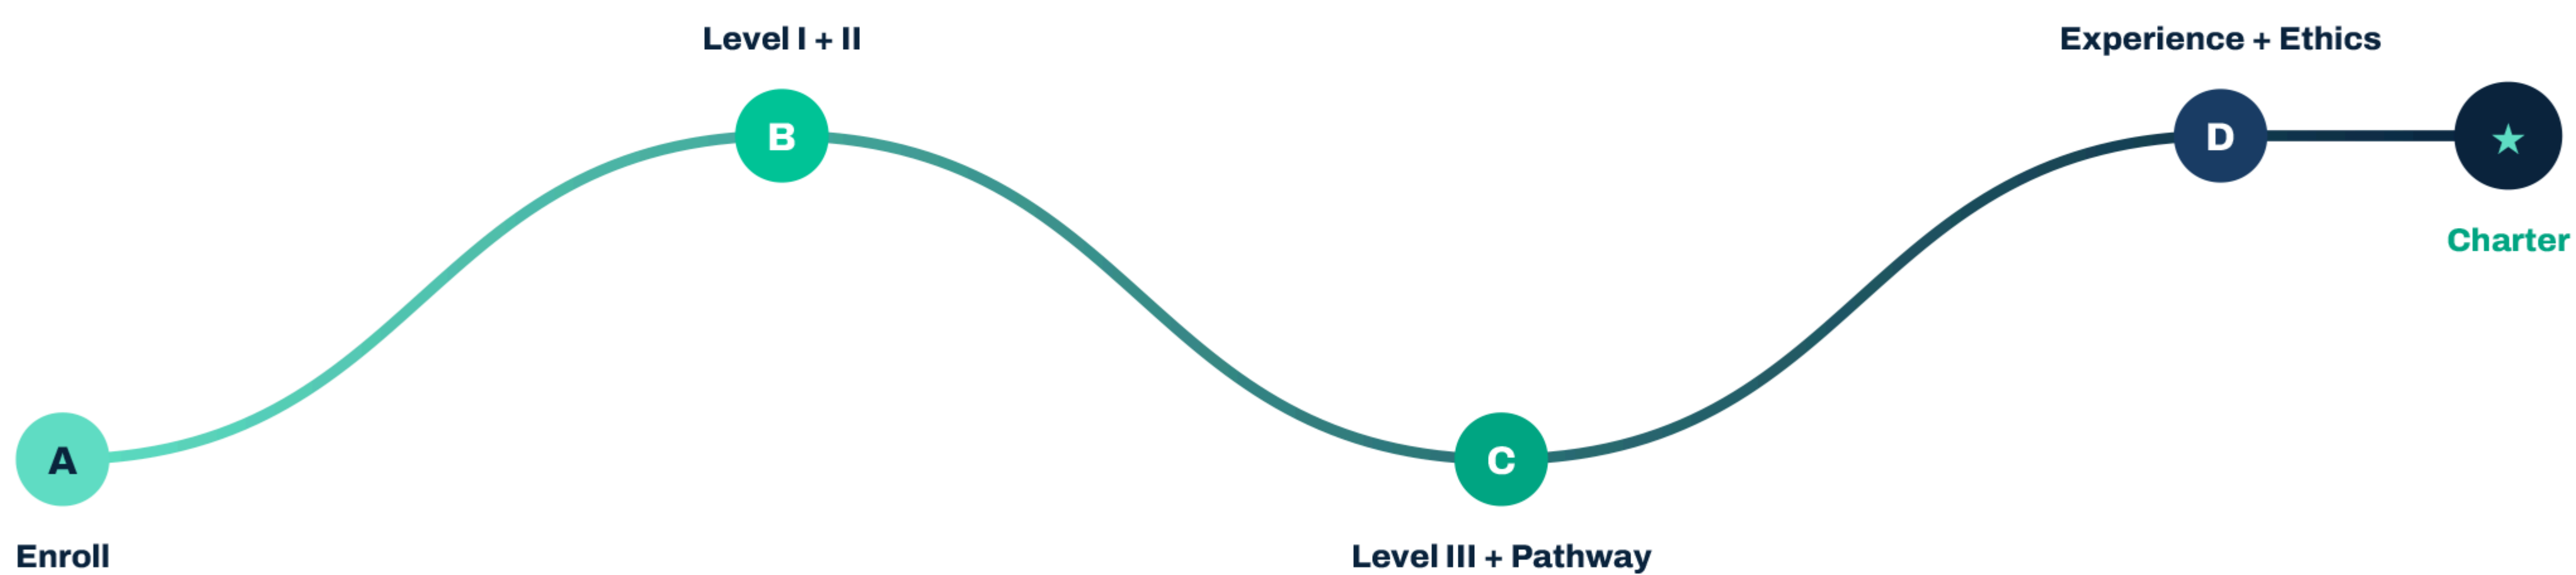 Level I + II
Experience + Ethics
B
D
Charter
A
C
Enroll
Level III + Pathway